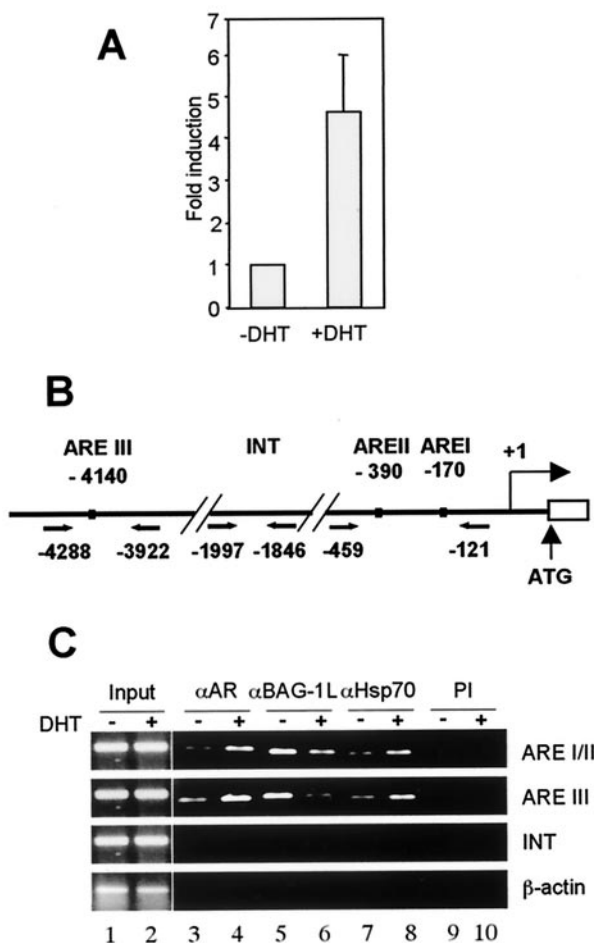 A
Fold induction
7
6
5
4
3
2
1
0
-DHT +DHT
B
ARE III INT AREII AREI +1
- 4140 - 390 -170
-4288 -3922 -1997 -1846 -459 -121 ATG
C
Input αAR αBAG-1L αHsp70 PI
DHT - + - + - + - + - +
ARE I/II
ARE III
INT
β-actin
1 2 3 4 5 6 7 8 9 10